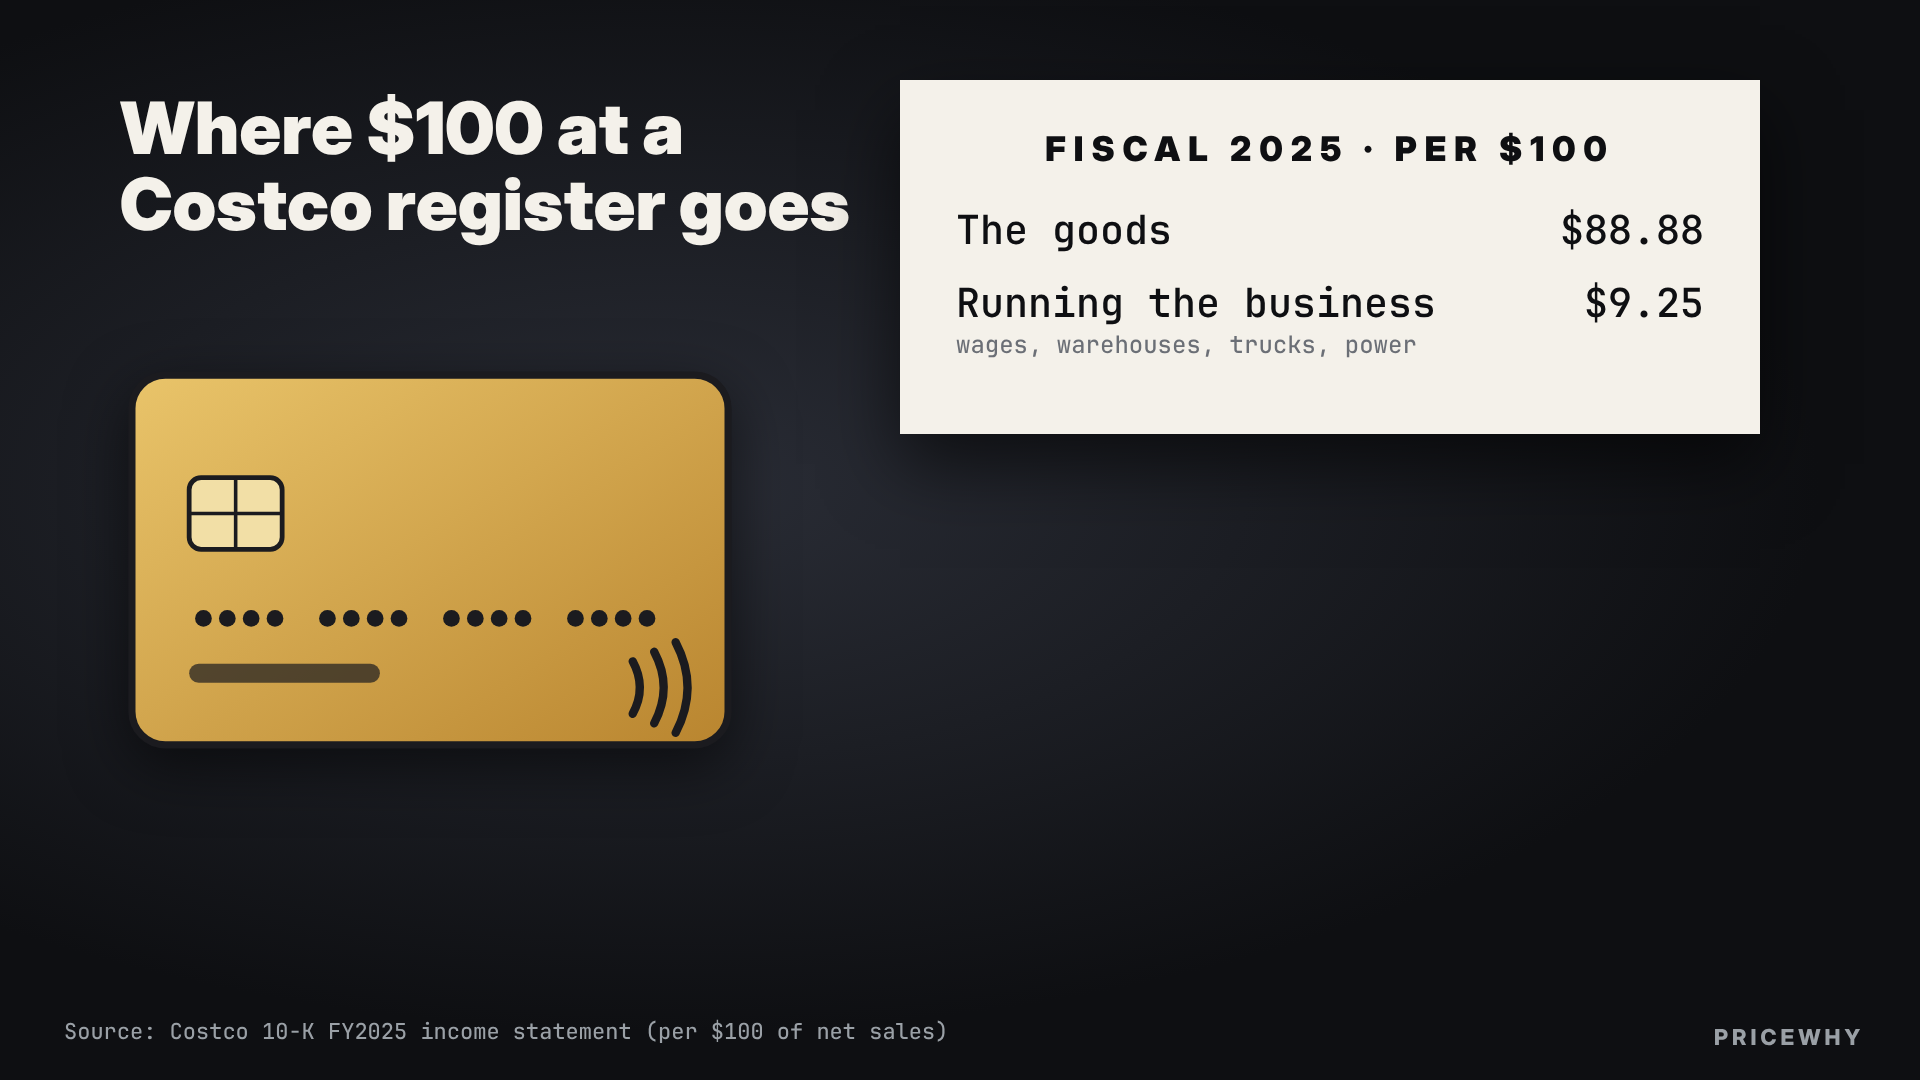 Where $100 at a
Costco register goes
FISCAL 2025 · PER $100
The goods $88.88
Running the business $9.25
wages, warehouses, trucks, power
Source: Costco 10-K FY2025 income statement (per $100 of net sales)
PRICEWHY